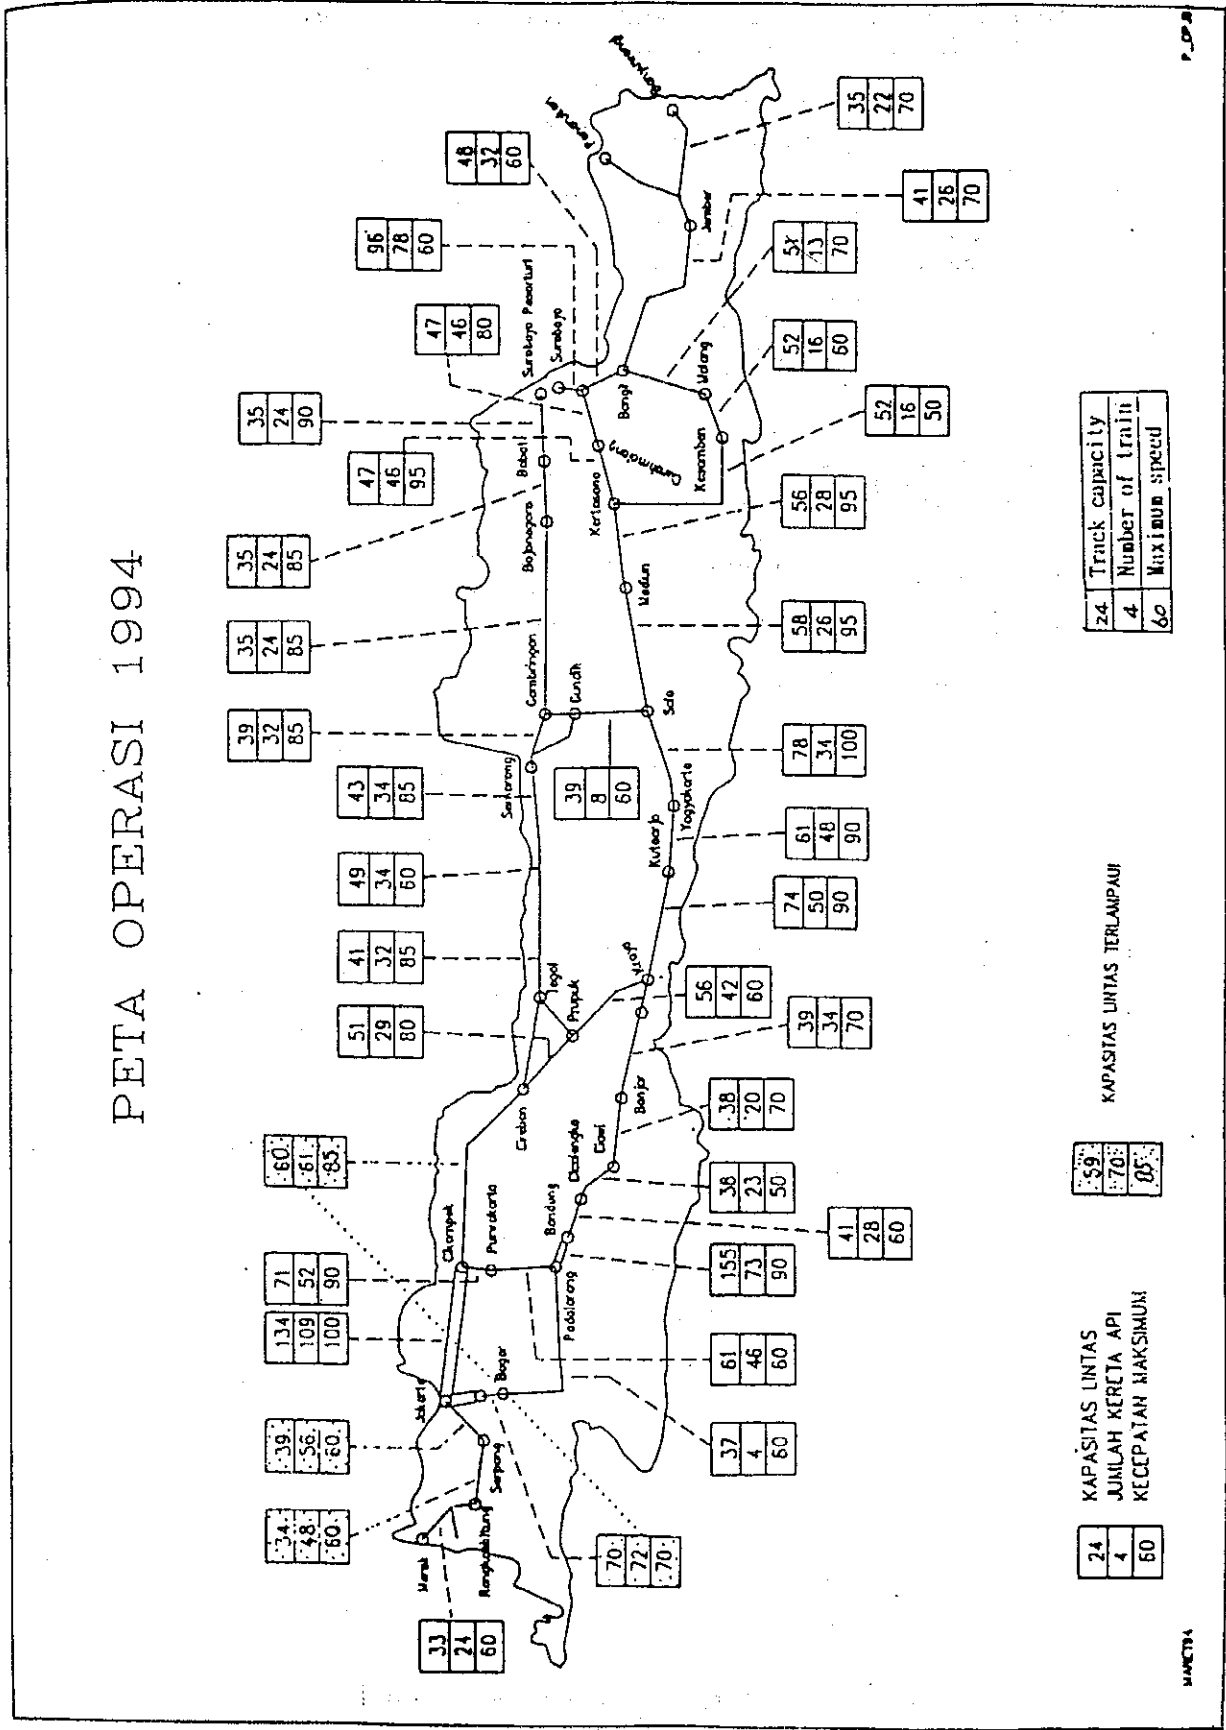 PETA OPERASI 1994
33
24
60
34
48
60
39
56
60
134
109
100
71
52
90
60
61
85
51
29
80
41
32
85
49
34
60
43
34
85
39
32
85
35
24
85
35
24
85
47
46
95
35
24
90
47
46
80
96
78
60
48
32
60
Merak
Rangkasbitung
Serpong
Jakarta
Bogor
Cikampek
Purwakarta
Padalarang
Bandung
Cicalengka
Ciawi
Banjar
Cirebon
Prupuk
Tegal
Kroya
Kutoarjo
Yogyakarta
Semarang
Gambringan
Gundih
Solo
Madiun
Bojonegoro
Babat
Kertosono
Curahmalang
Kesamben
Malang
Bangil
Surabaya Pasarturi
Surabaya
Jember
Panarukan
70
72
70
37
4
60
61
46
60
155
73
90
41
28
60
38
23
50
38
20
70
39
34
70
56
42
60
74
50
90
61
48
90
39
8
60
78
34
100
58
26
95
56
28
95
52
16
50
52
16
60
13
70
41
26
70
35
22
70
24 KAPASITAS LINTAS
4 JUMLAH KERETA API
60 KECEPATAN MAKSIMUM
59
70
85
KAPASITAS LINTAS TERLAMPAUI
24 Track capacity
4 Number of train
60 Maximum speed
MARET94